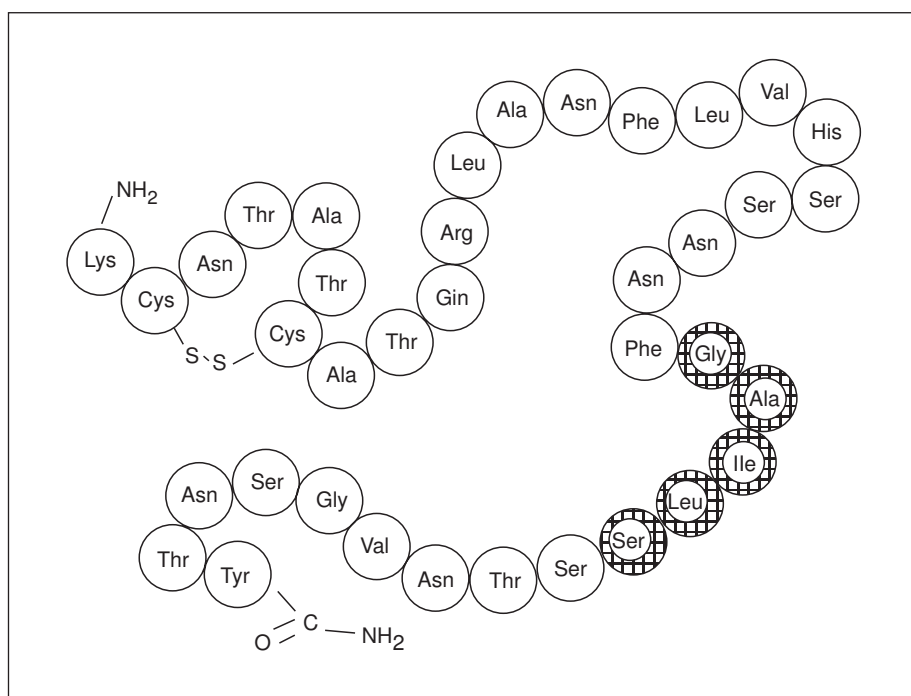 NH2
Lys
Cys
Asn
Thr
Ala
Thr
Cys
S
S
Ala
Thr
Gin
Arg
Leu
Ala
Asn
Phe
Leu
Val
His
Ser
Ser
Asn
Asn
Phe
Gly
Ala
Ile
Leu
Ser
Ser
Thr
Asn
Val
Gly
Ser
Asn
Thr
Tyr
C
O
NH2